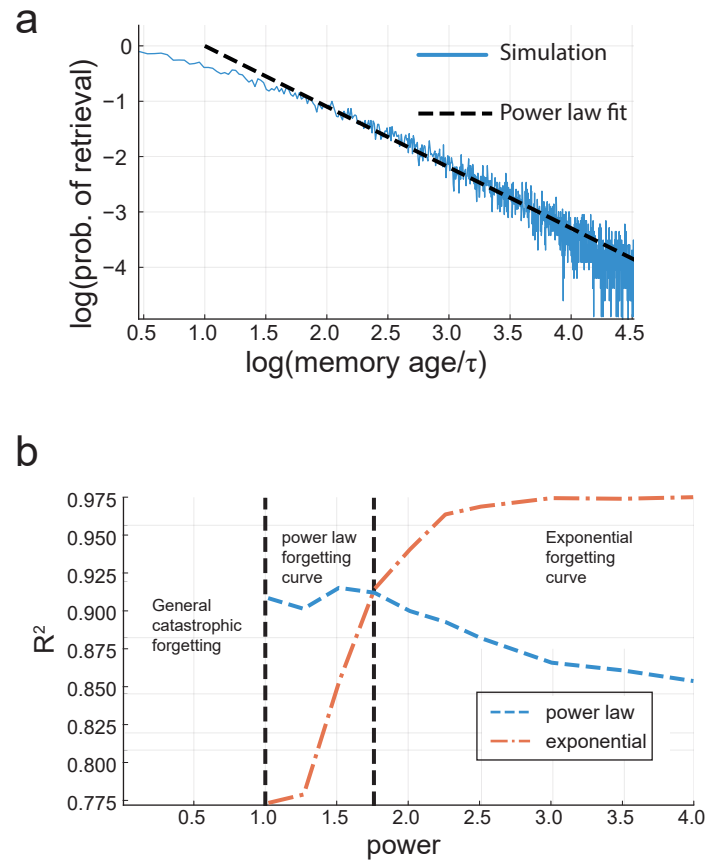 a
log(prob. of retrieval)
0
−1
−2
−3
−4
Simulation
Power law fit
0.5 1.0 1.5 2.0 2.5 3.0 3.5 4.0 4.5
log(memory age/τ)
b
R²
0.975
0.950
0.925
0.900
0.875
0.850
0.825
0.800
0.775
General
catastrophic
forgetting
power law
forgetting
curve
Exponential
forgetting
curve
power law
exponential
0.5 1.0 1.5 2.0 2.5 3.0 3.5 4.0
power